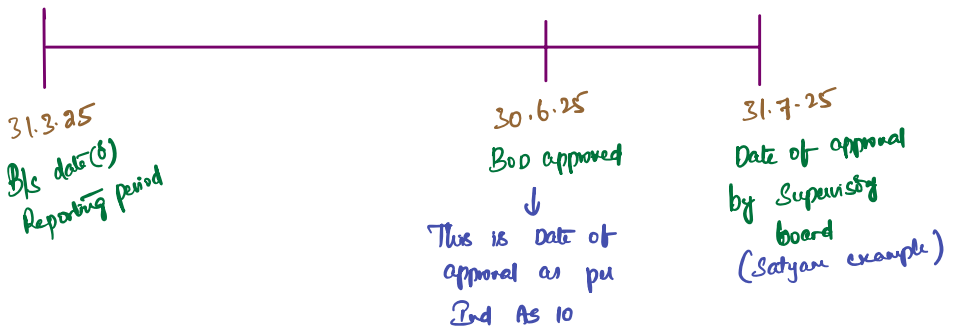 31.3.25
B/s date (or)
Reporting period
30.6.25
BOD approved
This is Date of
approval as per
Ind AS 10
31.7.25
Date of approval
by Supervisory
board
(Satyam example)